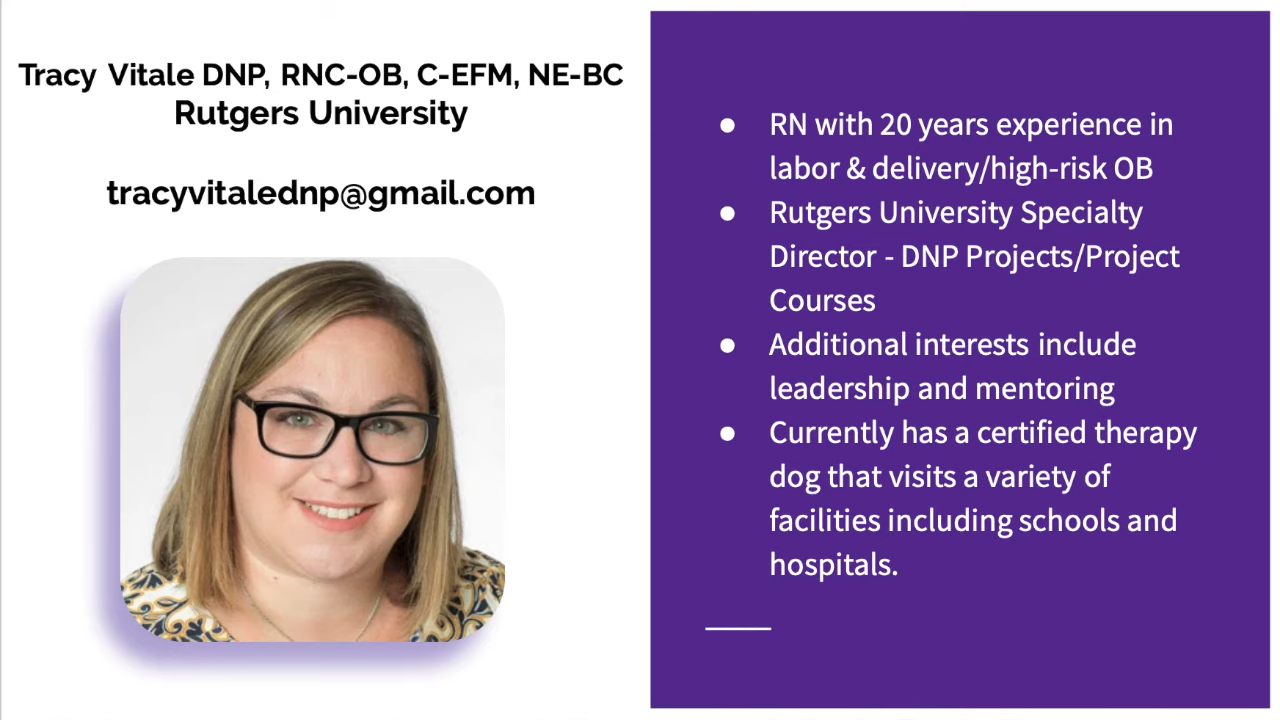 Tracy Vitale DNP, RNC-OB, C-EFM, NE-BC
Rutgers University
tracyvitalednp@gmail.com
● RN with 20 years experience in
labor & delivery/high-risk OB
● Rutgers University Specialty
Director - DNP Projects/Project
Courses
● Additional interests include
leadership and mentoring
● Currently has a certified therapy
dog that visits a variety of
facilities including schools and
hospitals.